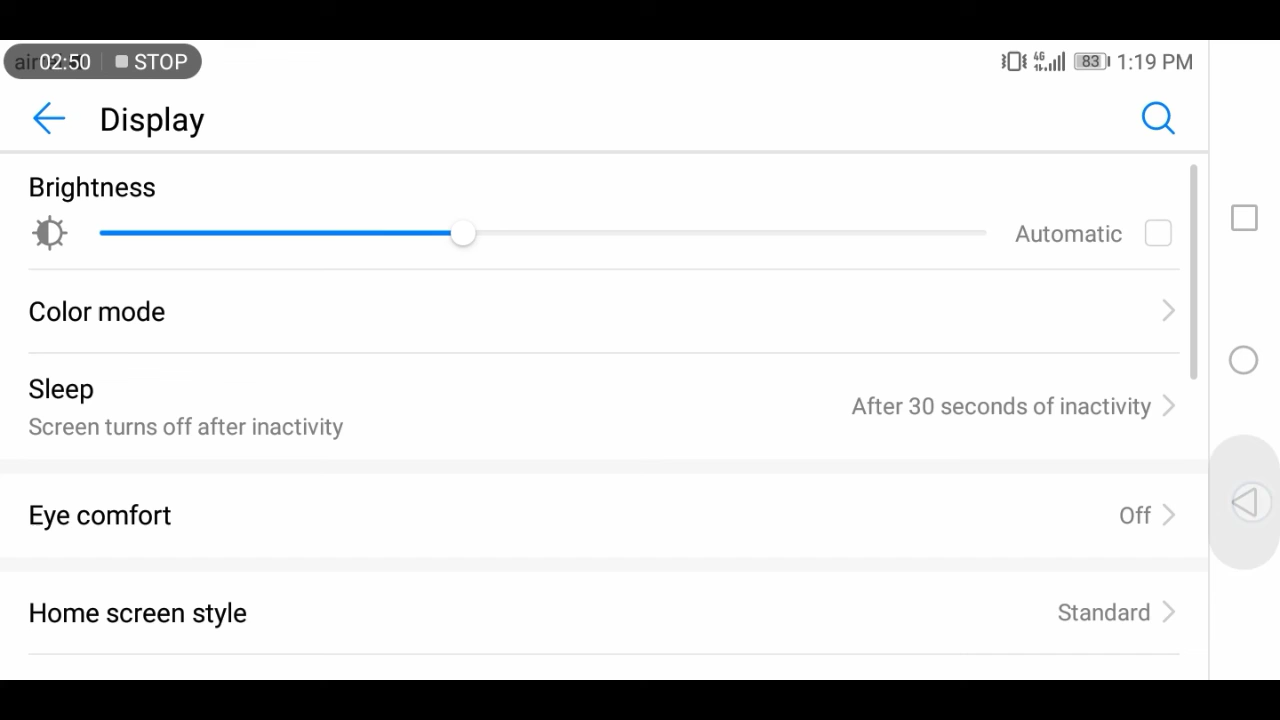 02:50 STOP
4G 83 1:19 PM
Display
Brightness
Automatic
Color mode
Sleep
Screen turns off after inactivity
After 30 seconds of inactivity
Eye comfort
Off
Home screen style
Standard